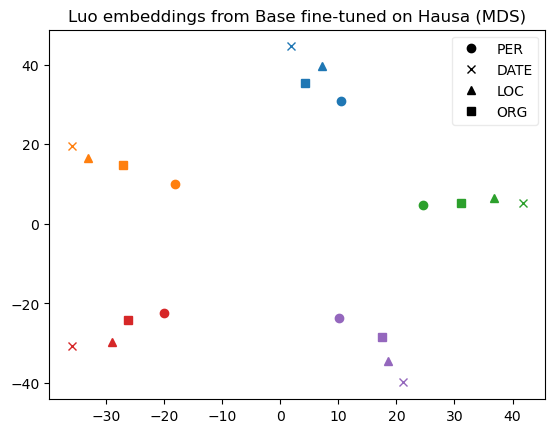 Luo embeddings from Base fine-tuned on Hausa (MDS)
PER
DATE
LOC
ORG
40
20
0
−20
−40
−30 −20 −10 0 10 20 30 40